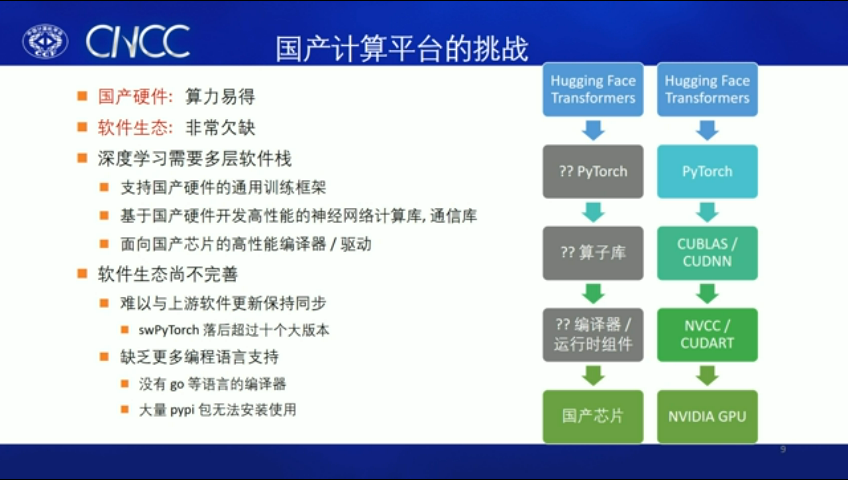 CNCC
国产计算平台的挑战
国产硬件: 算力易得
软件生态: 非常欠缺
深度学习需要多层软件栈
支持国产硬件的通用训练框架
基于国产硬件开发高性能的神经网络计算库, 通信库
面向国产芯片的高性能编译器 / 驱动
软件生态尚不完善
难以与上游软件更新保持同步
swPyTorch 落后超过十个大版本
缺乏更多编程语言支持
没有 go 等语言的编译器
大量 pypi 包无法安装使用
Hugging Face
Transformers
?? PyTorch
?? 算子库
?? 编译器 /
运行时组件
国产芯片
Hugging Face
Transformers
PyTorch
CUBLAS /
CUDNN
NVCC /
CUDART
NVIDIA GPU
9